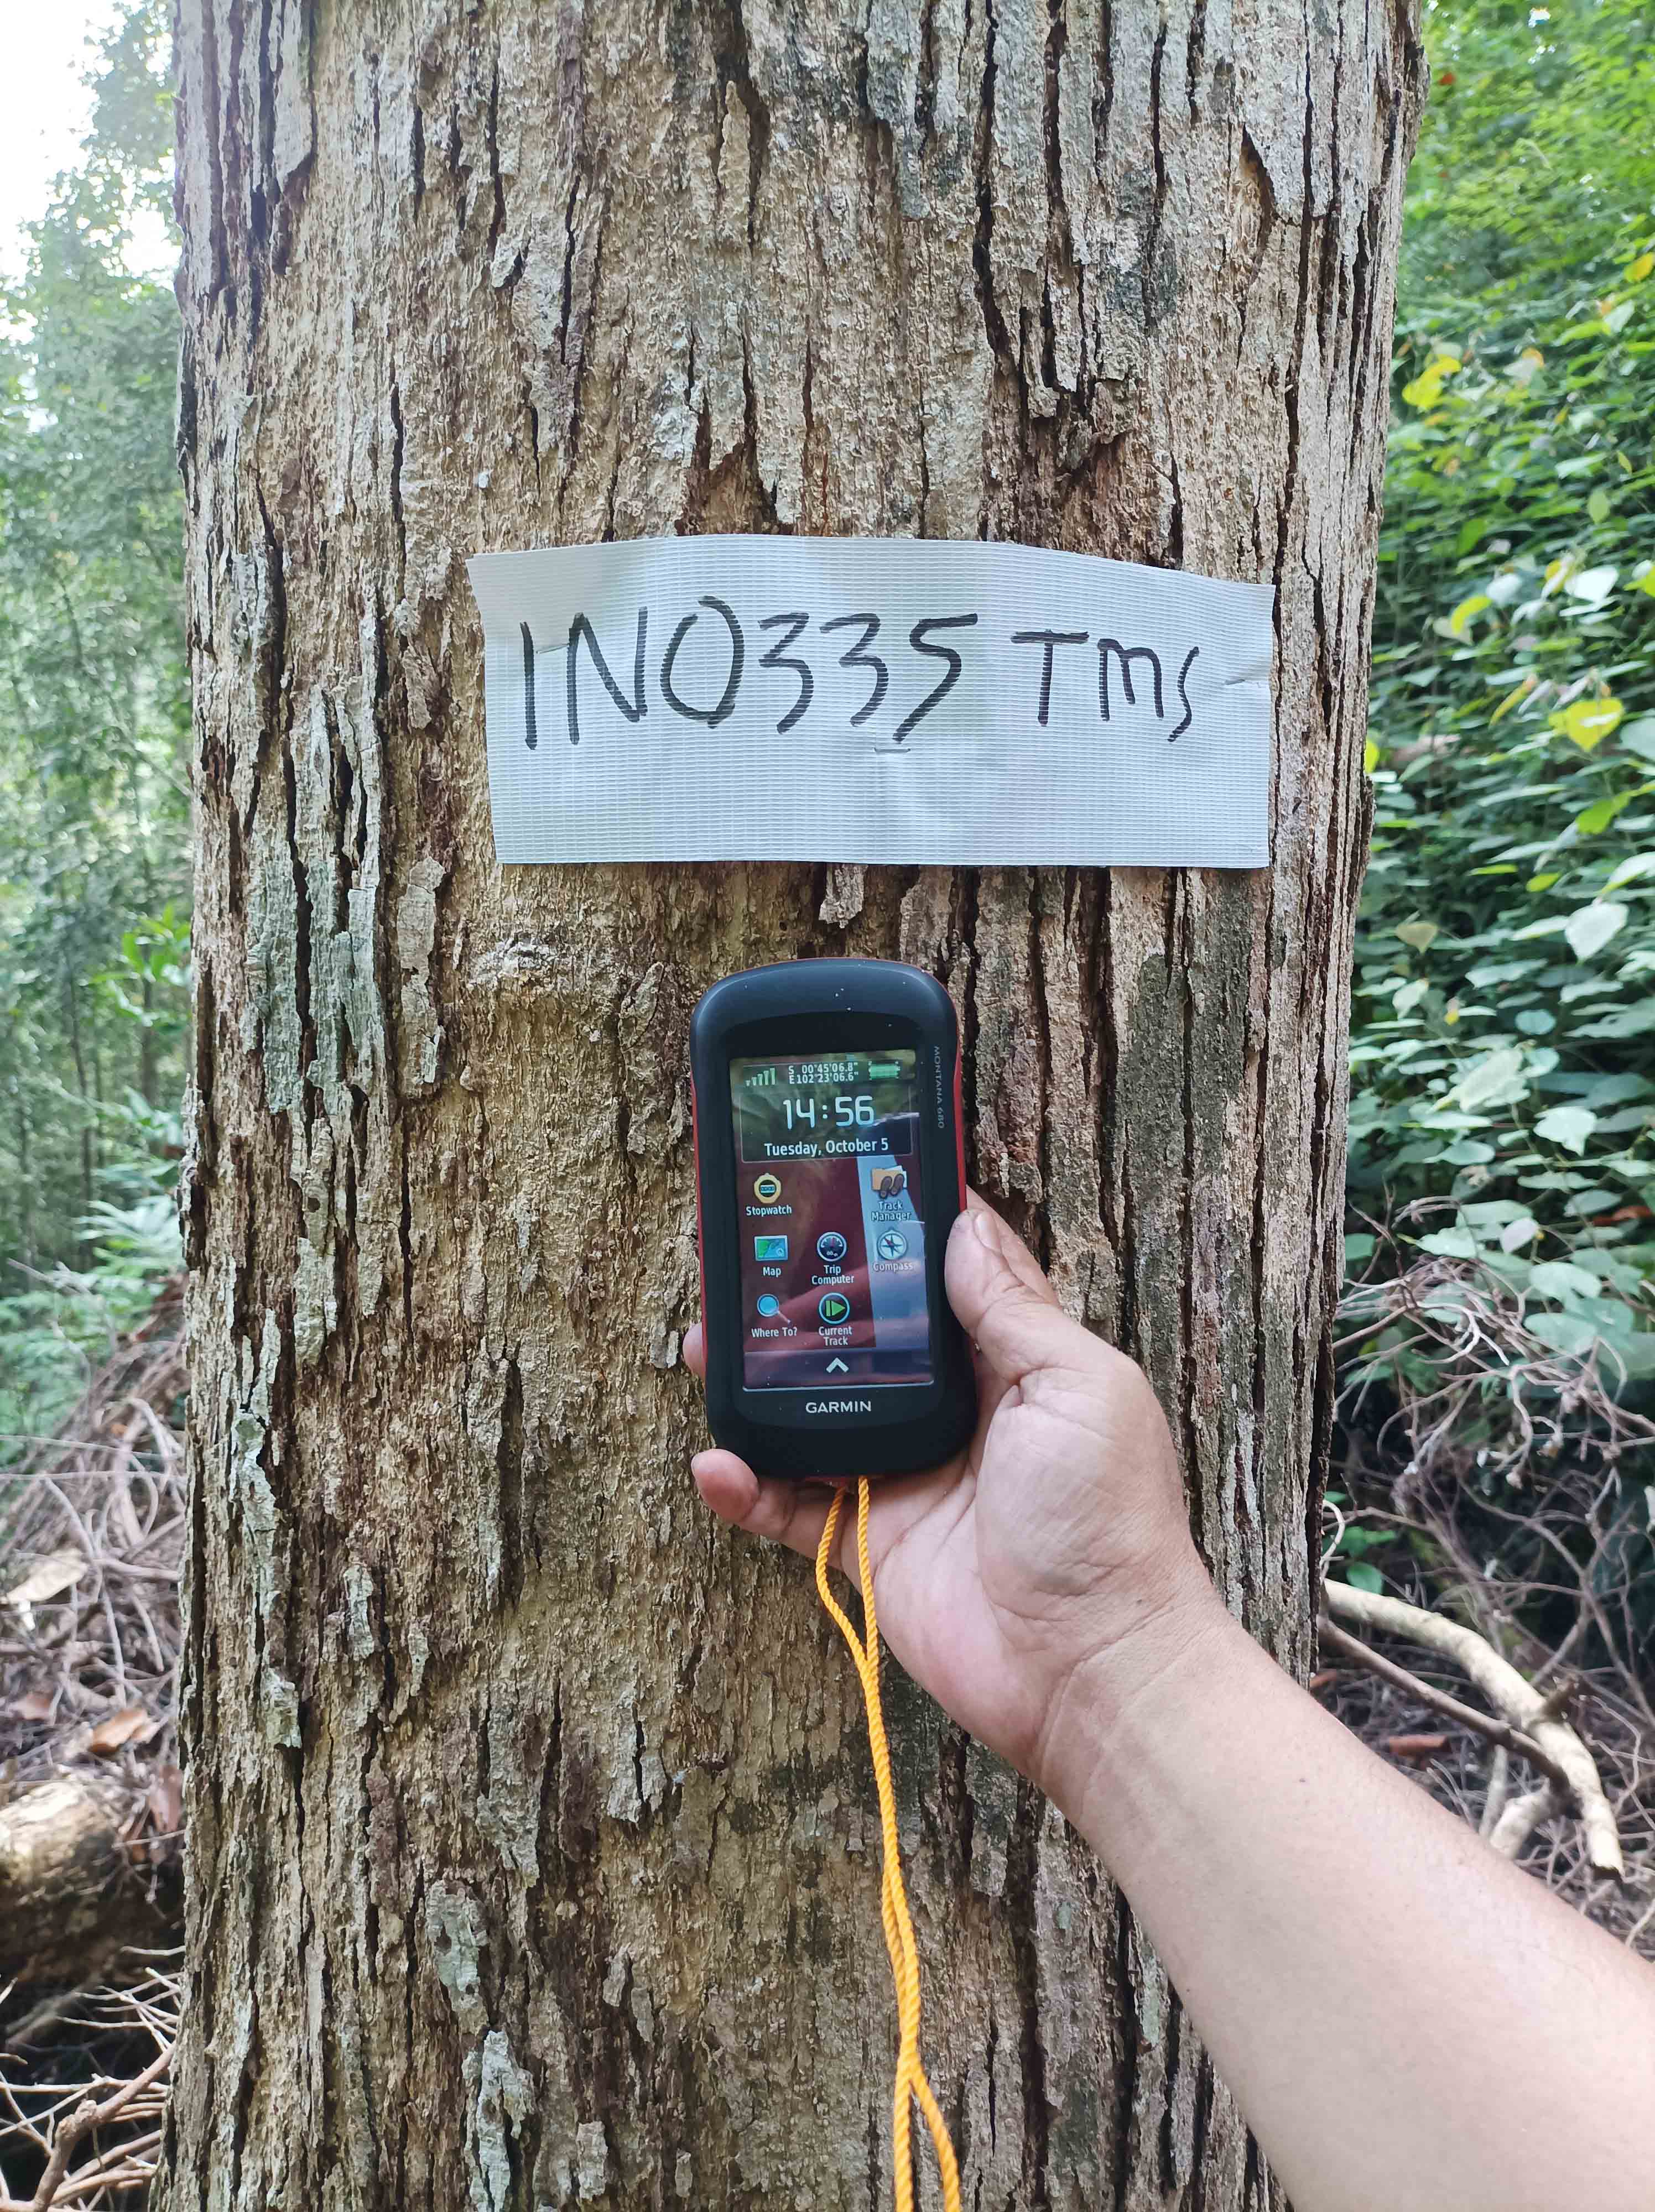 INO335 TMS
S 00°45'06.8"
E102°23'06.6"
14:56
Tuesday, October 5
Stopwatch
Track
Manager
Map
Trip
Computer
Compass
Where To?
Current
Track
GARMIN
MONTANA 680